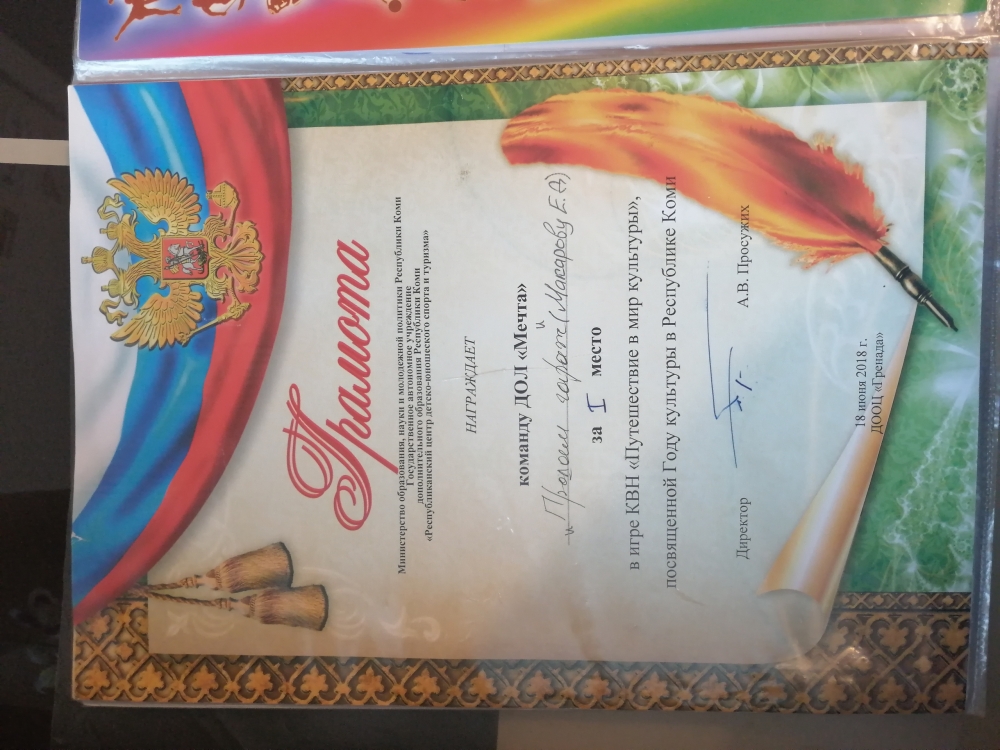 Грамота
Министерство образования, науки и молодежной политики Республики Коми
Государственное автономное учреждение
дополнительного образования Республики Коми
«Республиканский центр детско-юношеского спорта и туризма»
НАГРАЖДАЕТ
команду ДОЛ «Мечта»
(Макарову Е.А)
за I место
в игре КВН «Путешествие в мир культуры»,
посвященной Году культуры в Республике Коми
Директор А.В. Просужих
18 июня 2018 г.
ДООЦ «Гренада»